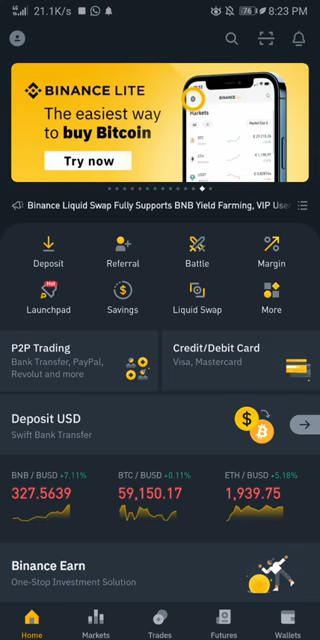 21.1K/s
76
8:23 PM
BINANCE LITE
The easiest way
to buy Bitcoin
Try now
BINANCE
Markets
Binance Liquid Swap Fully Supports BNB Yield Farming, VIP User
Deposit
Referral
Battle
Margin
Launchpad
Savings
Liquid Swap
More
P2P Trading
Bank Transfer, PayPal,
Revolut and more
Credit/Debit Card
Visa, Mastercard
Deposit USD
Swift Bank Transfer
BNB / BUSD +7.11%
327.5639
BTC / BUSD +0.11%
59,150.17
ETH / BUSD +5.18%
1,939.75
Binance Earn
One-Stop Investment Solution
Home
Markets
Trades
Futures
Wallets